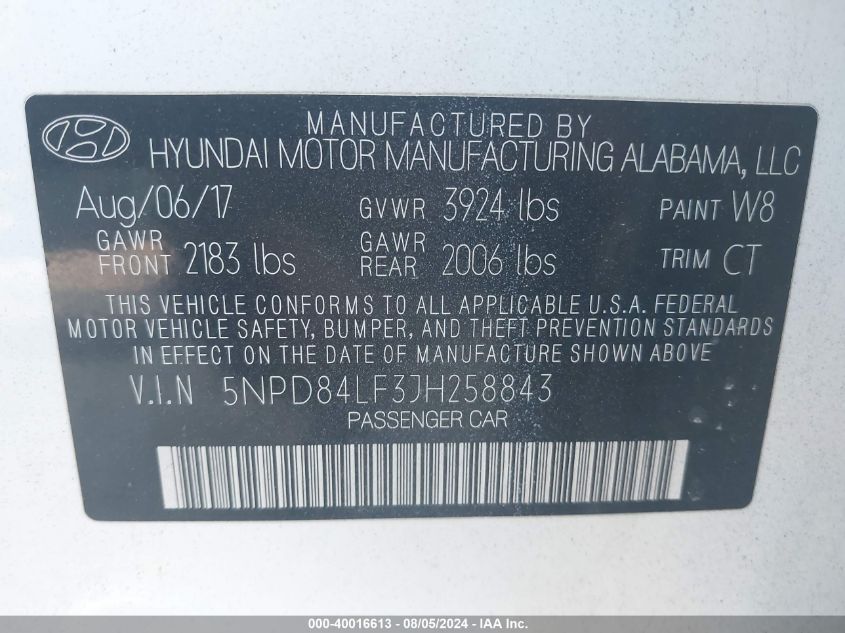 MANUFACTURED BY
HYUNDAI MOTOR MANUFACTURING ALABAMA, LLC
Aug/06/17 GVWR 3924 lbs PAINT W8
GAWR FRONT 2183 lbs GAWR REAR 2006 lbs TRIM CT
THIS VEHICLE CONFORMS TO ALL APPLICABLE U.S.A. FEDERAL
MOTOR VEHICLE SAFETY, BUMPER, AND THEFT PREVENTION STANDARDS
IN EFFECT ON THE DATE OF MANUFACTURE SHOWN ABOVE
V.I.N 5NPD84LF3JH258843
PASSENGER CAR
000-40016613 - 08/05/2024 - IAA Inc.